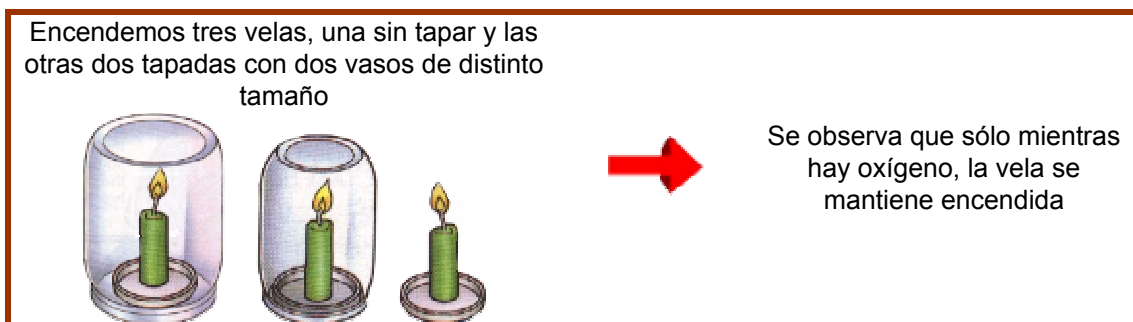 Encendemos tres velas, una sin tapar y las
otras dos tapadas con dos vasos de distinto
tamaño
Se observa que sólo mientras
hay oxígeno, la vela se
mantiene encendida